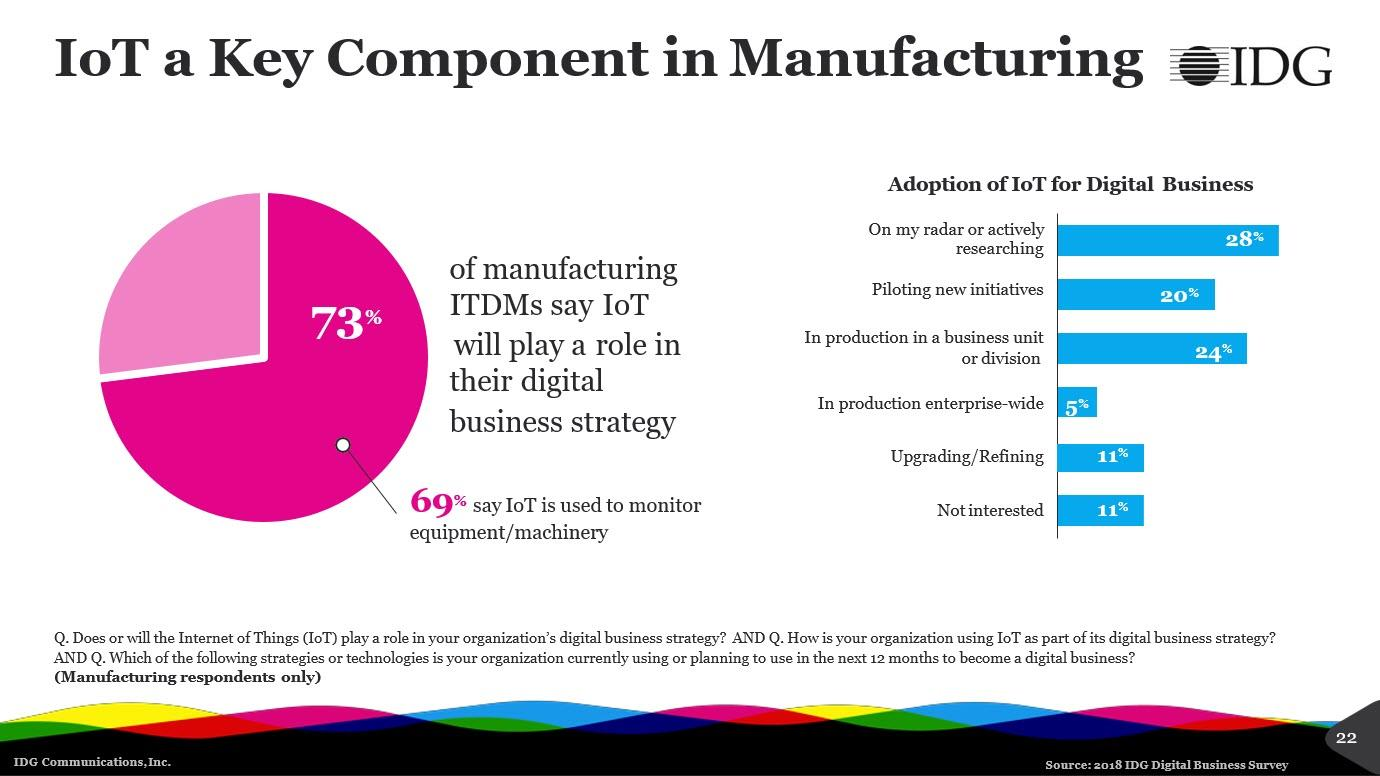 IoT a Key Component in Manufacturing
IDG
73%
of manufacturing
ITDMs say IoT
will play a role in
their digital
business strategy
69% say IoT is used to monitor
equipment/machinery
Adoption of IoT for Digital Business
On my radar or actively
researching
28%
Piloting new initiatives
20%
In production in a business unit
or division
24%
In production enterprise-wide
5%
Upgrading/Refining
11%
Not interested
11%
Q. Does or will the Internet of Things (IoT) play a role in your organization’s digital business strategy? AND Q. How is your organization using IoT as part of its digital business strategy?
AND Q. Which of the following strategies or technologies is your organization currently using or planning to use in the next 12 months to become a digital business?
(Manufacturing respondents only)
22
IDG Communications, Inc.
Source: 2018 IDG Digital Business Survey